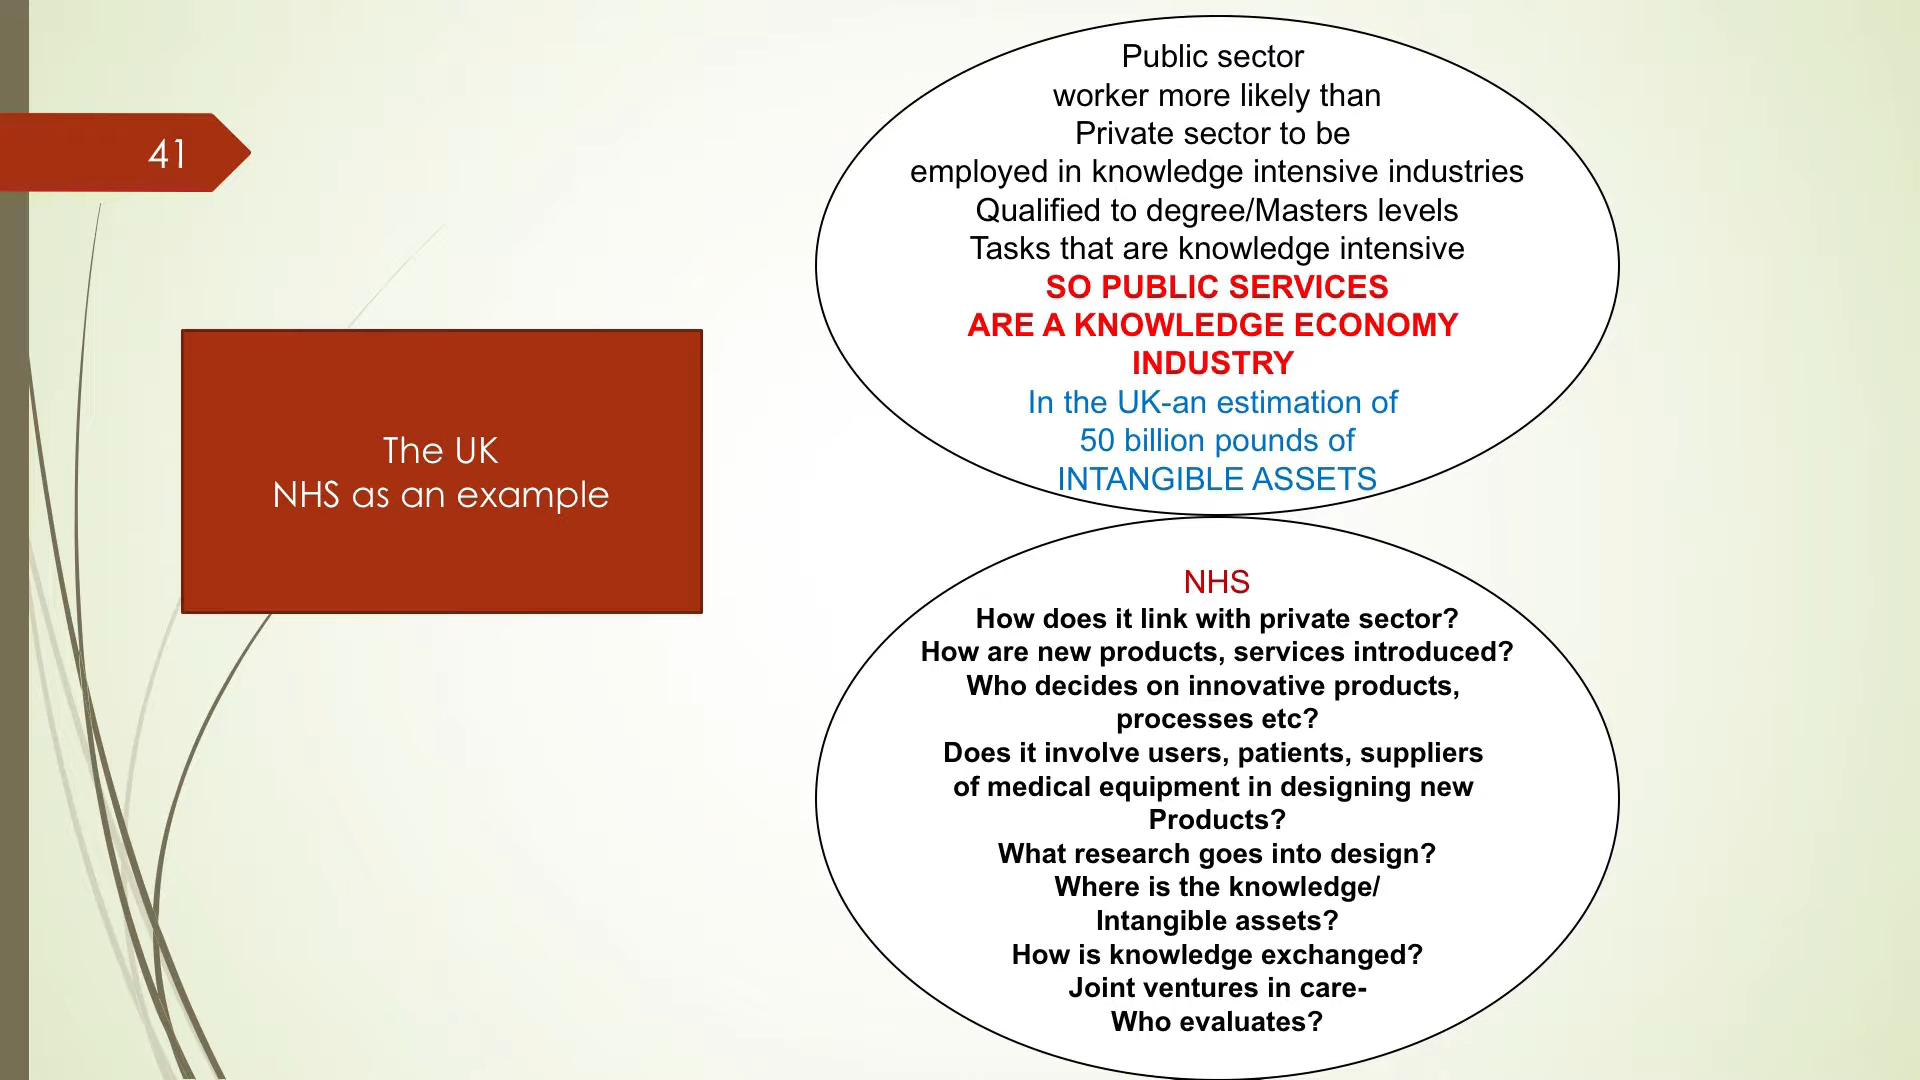 41
The UK
NHS as an example
Public sector
worker more likely than
Private sector to be
employed in knowledge intensive industries
Qualified to degree/Masters levels
Tasks that are knowledge intensive
SO PUBLIC SERVICES
ARE A KNOWLEDGE ECONOMY
INDUSTRY
In the UK-an estimation of
50 billion pounds of
INTANGIBLE ASSETS
NHS
How does it link with private sector?
How are new products, services introduced?
Who decides on innovative products,
processes etc?
Does it involve users, patients, suppliers
of medical equipment in designing new
Products?
What research goes into design?
Where is the knowledge/
Intangible assets?
How is knowledge exchanged?
Joint ventures in care-
Who evaluates?